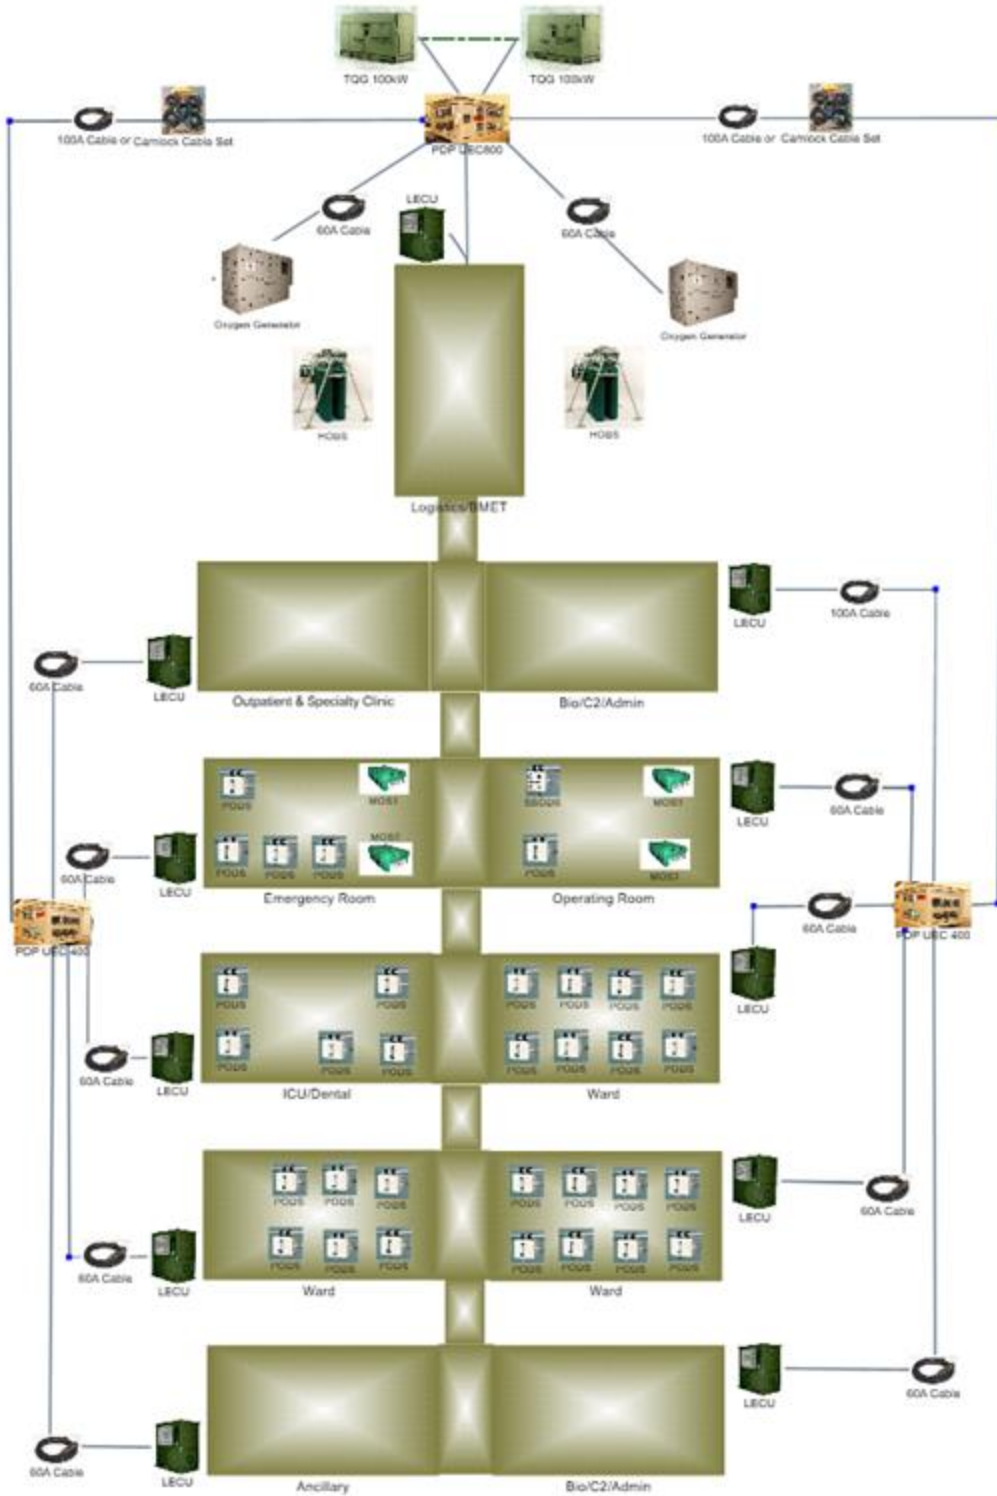 TQG 100kW
TQG 100kW
100A Cable or Camlock Cable Set
PDP UEC800
100A Cable or Camlock Cable Set
LECU
60A Cable
60A Cable
Oxygen Generator
Oxygen Generator
HOBS
HOBS
Logistics/BMET
LECU
100A Cable
60A Cable
LECU
Outpatient & Specialty Clinic
Bio/C2/Admin
PODS
MOST
SBODS
MOST
LECU
60A Cable
MOST
60A Cable
LECU
PODS
PODS
PODS
PODS
MOST
Emergency Room
Operating Room
PDP UEC 400
60A Cable
PDP UEC 400
LECU
PODS
PODS
PODS
PODS
PODS
PODS
PODS
PODS
PODS
PODS
PODS
PODS
PODS
60A Cable
LECU
ICU/Dental
Ward
PODS
PODS
PODS
PODS
PODS
PODS
PODS
LECU
60A Cable
PODS
PODS
PODS
PODS
PODS
PODS
PODS
60A Cable
LECU
Ward
Ward
LECU
60A Cable
60A Cable
LECU
Ancillary
Bio/C2/Admin